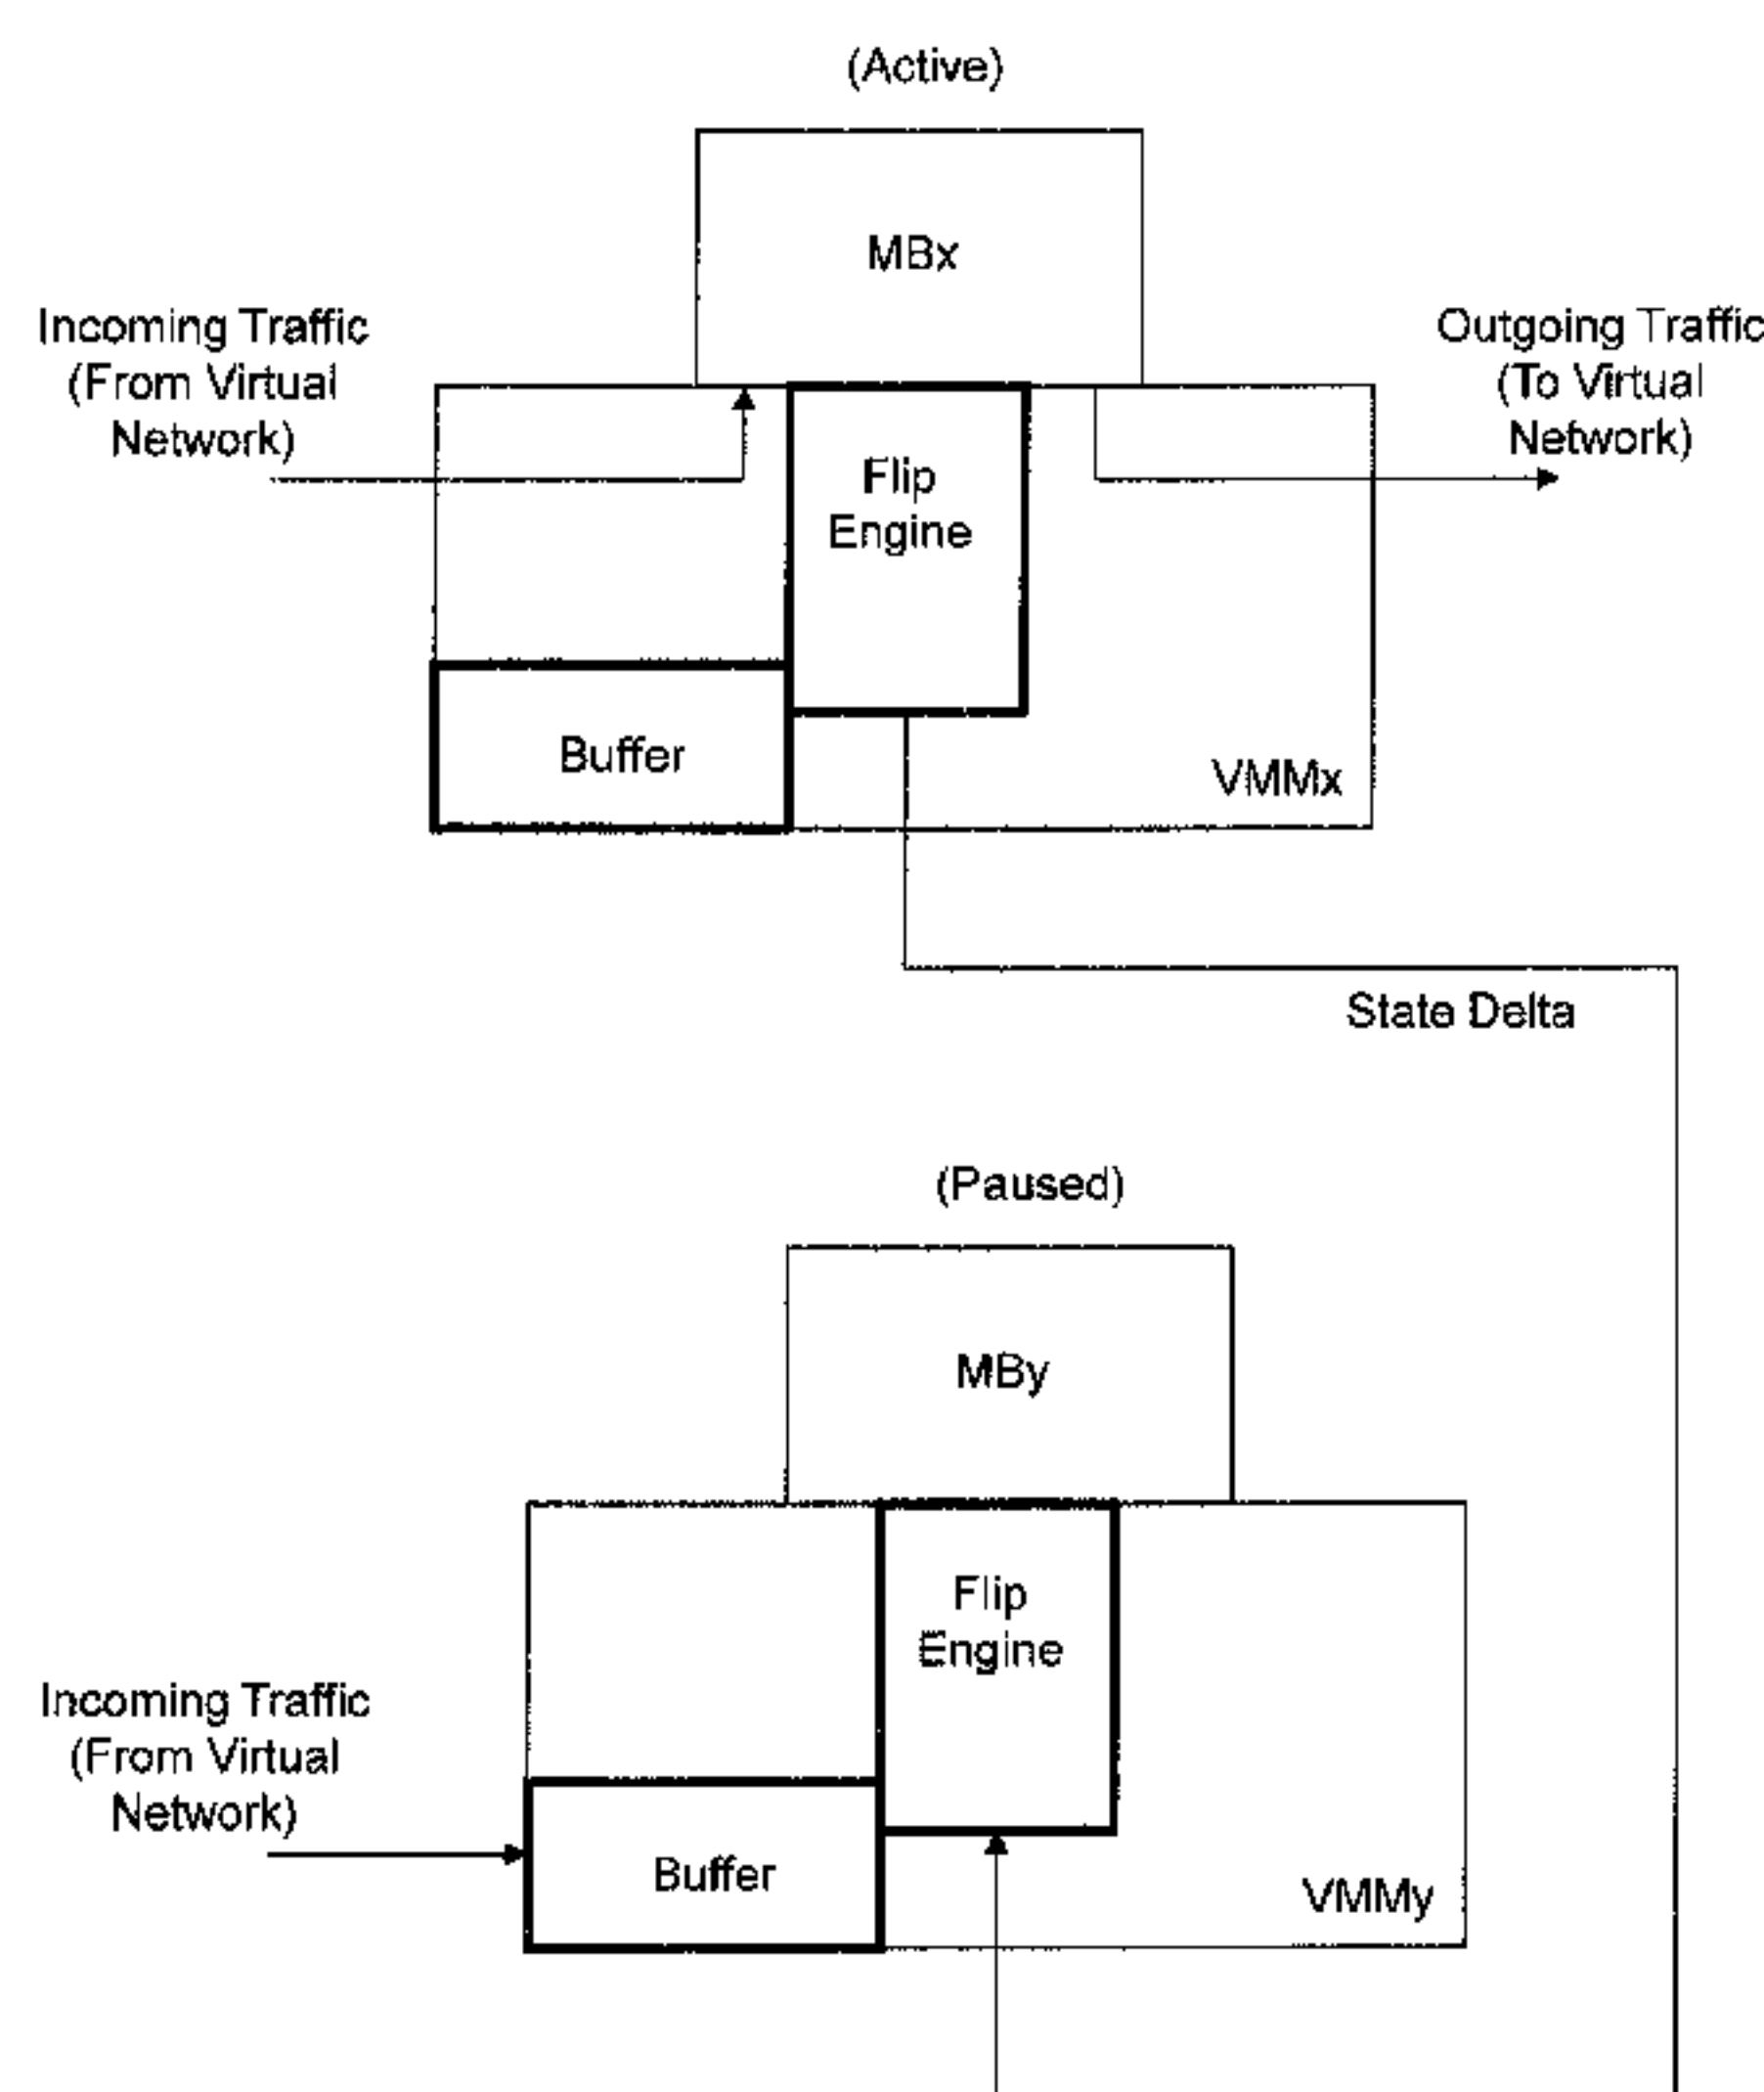 (Active)
MBx
Incoming Traffic
(From Virtual
Network)
Outgoing Traffic
(To Virtual
Network)
Flip
Engine
Buffer
VMMx
State Delta
(Paused)
MBy
Flip
Engine
Incoming Traffic
(From Virtual
Network)
Buffer
VMMy